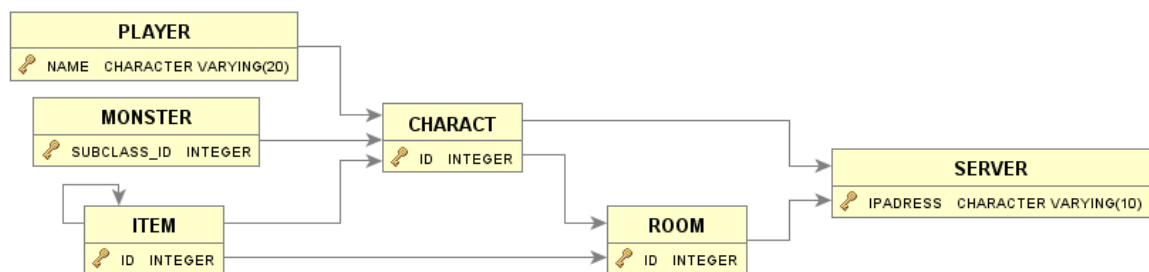 PLAYER
NAME CHARACTER VARYING(20)
MONSTER
SUBCLASS_ID INTEGER
CHARACT
ID INTEGER
SERVER
IPADRESS CHARACTER VARYING(10)
ITEM
ID INTEGER
ROOM
ID INTEGER